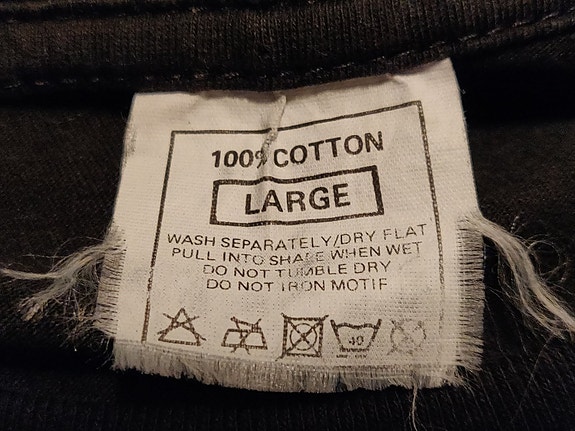 100% COTTON
LARGE
WASH SEPARATELY/DRY FLAT
PULL INTO SHAPE WHEN WET
DO NOT TUMBLE DRY
DO NOT IRON MOTIF
40